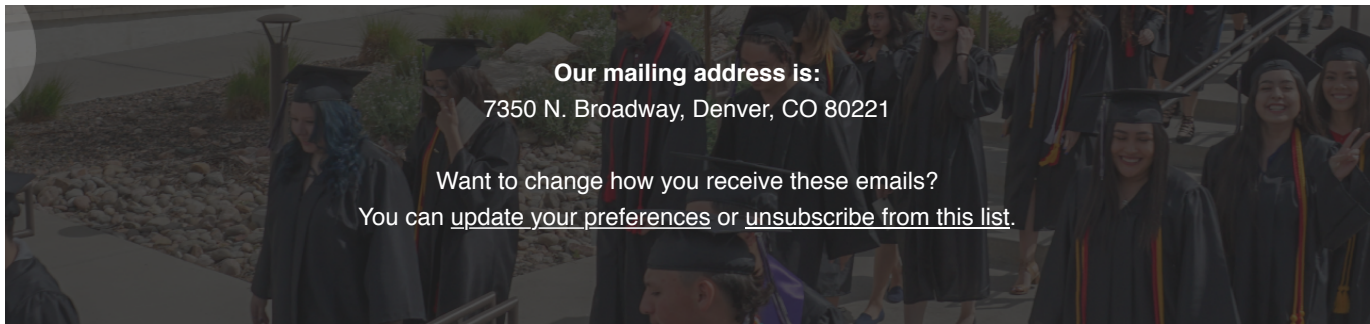 Our mailing address is:
7350 N. Broadway, Denver, CO 80221
Want to change how you receive these emails?
You can update your preferences or unsubscribe from this list.